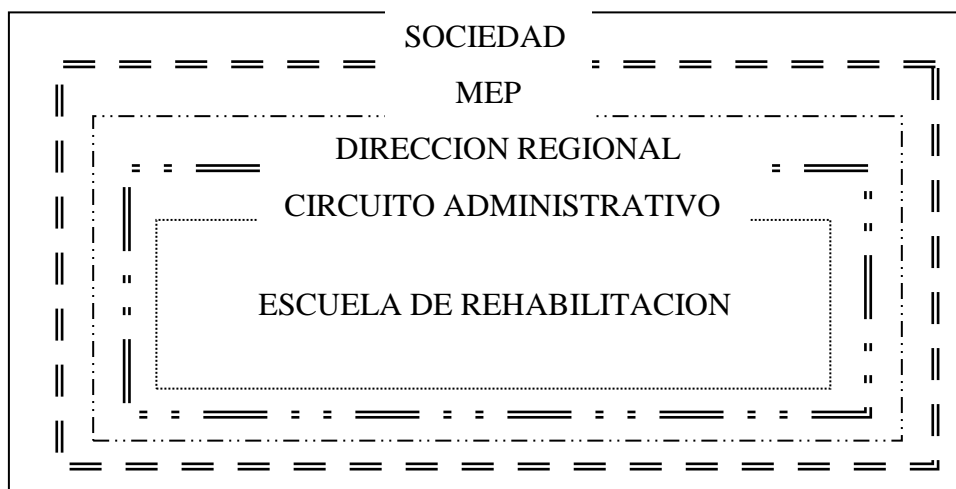 SOCIEDAD
MEP
DIRECCION REGIONAL
CIRCUITO ADMINISTRATIVO
ESCUELA DE REHABILITACION